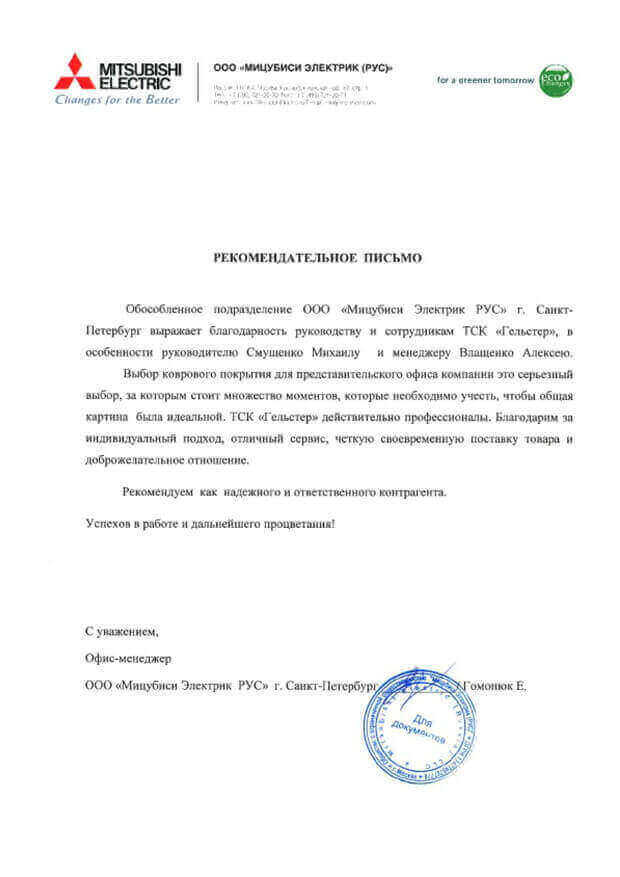 MITSUBISHI
ELECTRIC
Changes for the Better
ООО «МИЦУБИСИ ЭЛЕКТРИК (РУС)»
for a greener tomorrow
eco
changes
РЕКОМЕНДАТЕЛЬНОЕ ПИСЬМО
Обособленное подразделение ООО «Мицубиси Электрик РУС» г. Санкт-
Петербург выражает благодарность руководству и сотрудникам ТСК «Гельстер», в
особенности руководителю Смущенко Михаилу и менеджеру Влащенко Алексею.
Выбор коврового покрытия для представительского офиса компании это серьезный
выбор, за которым стоит множество моментов, которые необходимо учесть, чтобы общая
картина была идеальной. ТСК «Гельстер» действительно профессионалы. Благодарим за
индивидуальный подход, отличный сервис, четкую своевременную поставку товара и
доброжелательное отношение.
Рекомендуем как надежного и ответственного контрагента.
Успехов в работе и дальнейшего процветания!
С уважением,
Офис-менеджер
ООО «Мицубиси Электрик РУС» г. Санкт-Петербург / Гомонюк Е.
Для
документов